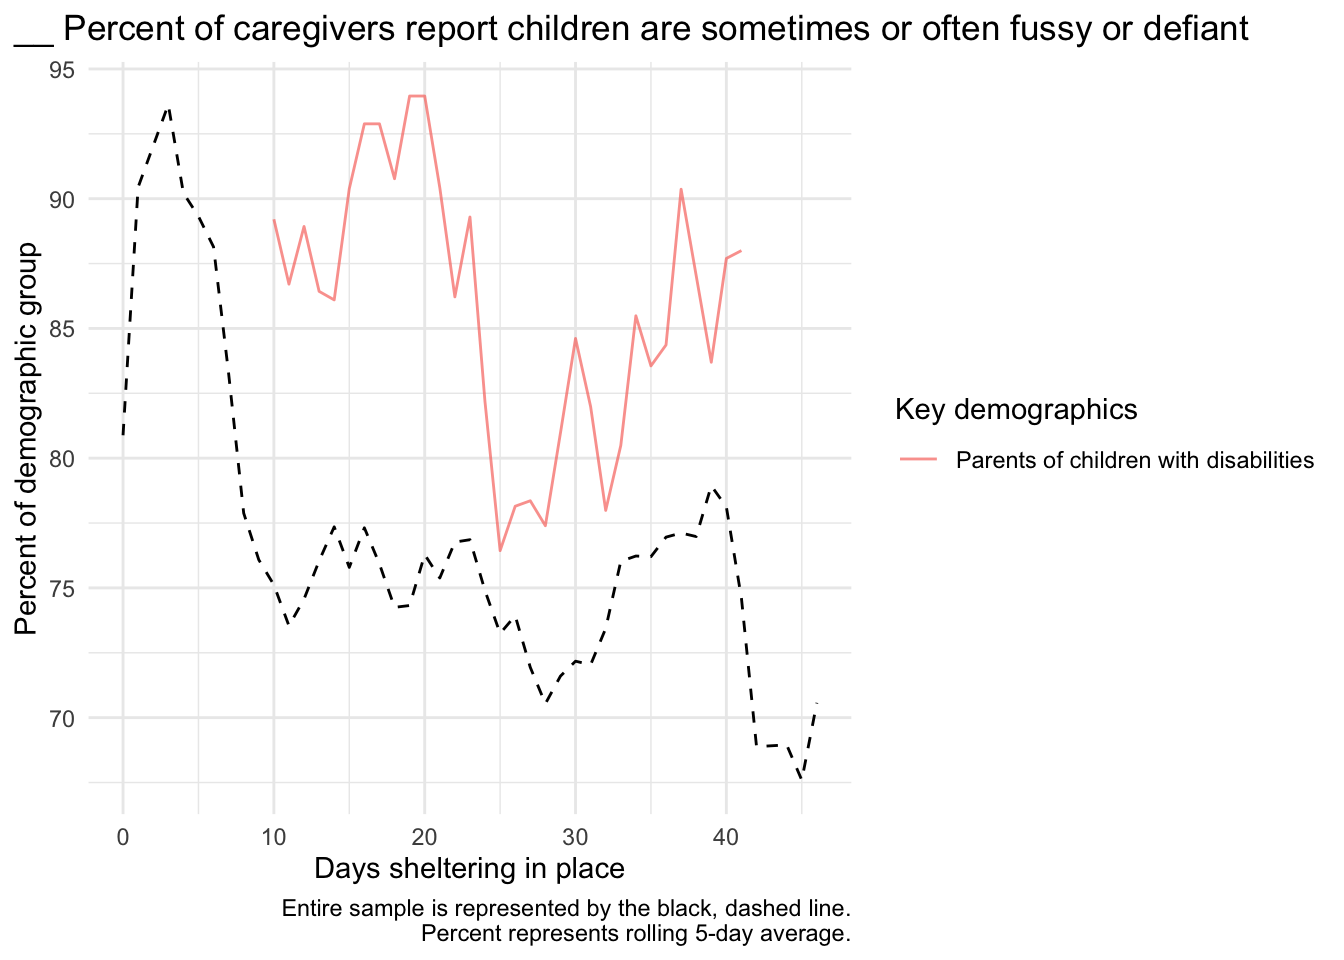 __ Percent of caregivers report children are sometimes or often fussy or defiant
95
90
85
80
75
70
Percent of demographic group
0 10 20 30 40
Days sheltering in place
Key demographics
Parents of children with disabilities
Entire sample is represented by the black, dashed line.
Percent represents rolling 5-day average.